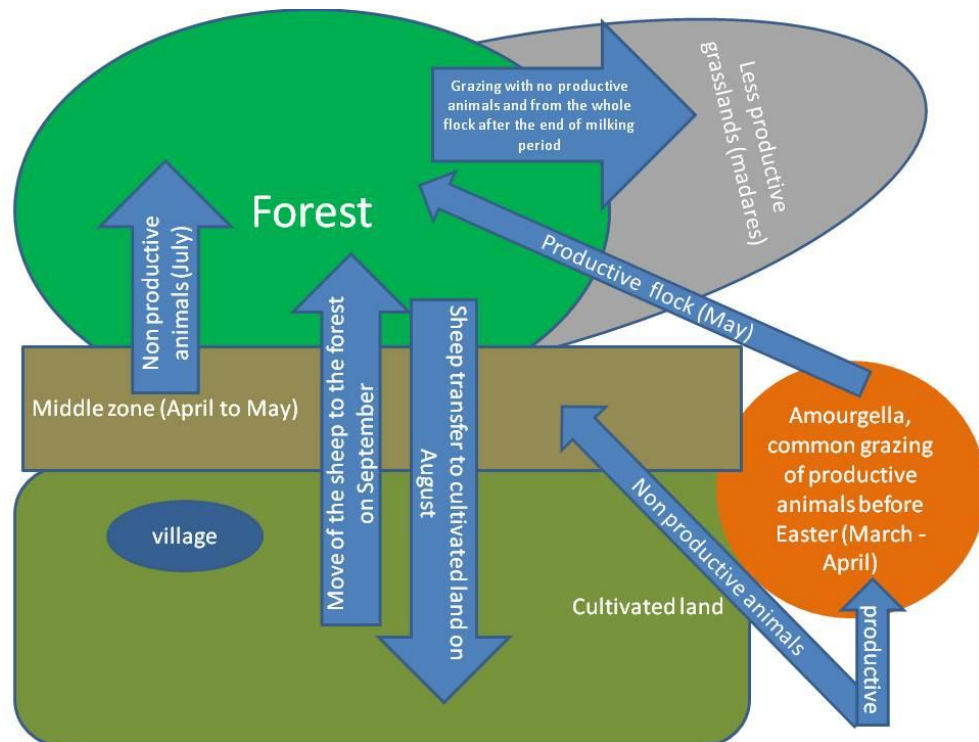 Grazing with no productive
animals and from the whole
flock after the end of milking
period
Less productive
grasslands (madares)
Forest
Non productive
animals (July)
Productive flock (May)
Middle zone (April to May)
Move of the sheep to the forest
on September
Sheep transfer to cultivated land on
August
Amourgella,
common grazing
of productive
animals before
Easter (March -
April)
village
Non productive animals
Cultivated land
productive